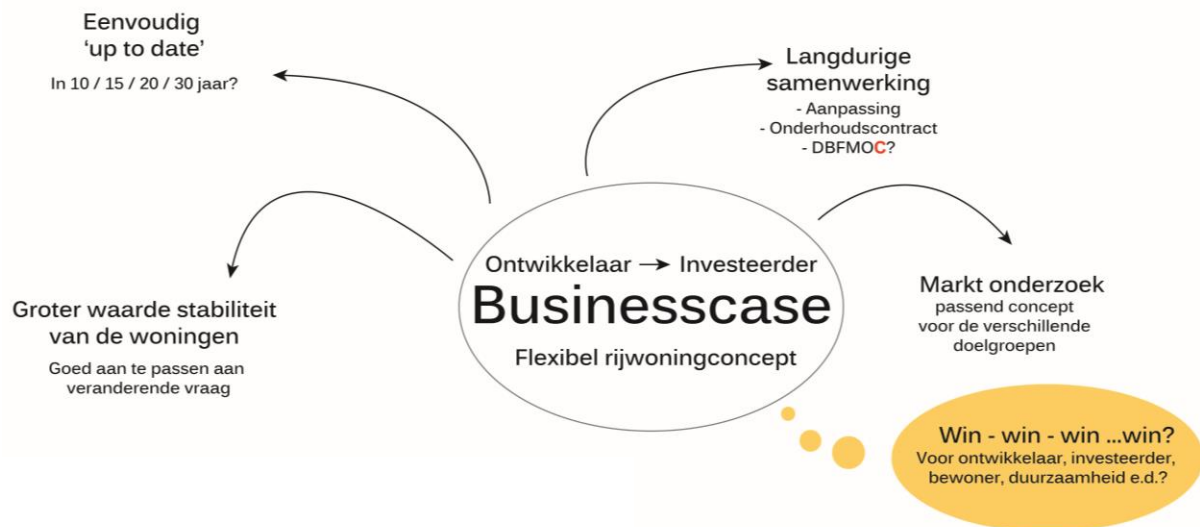 Eenvoudig
'up to date'
In 10 / 15 / 20 / 30 jaar?
Langdurige
samenwerking
- Aanpassing
- Onderhoudscontract
- DBFMOC?
Groter waarde stabiliteit
van de woningen
Goed aan te passen aan
veranderende vraag
Ontwikkelaar → Investeerder
Businesscase
Flexibel rijwoningconcept
Markt onderzoek
passend concept
voor de verschillende
doelgroepen
Win - win - win ...win?
Voor ontwikkelaar, investeerder,
bewoner, duurzaamheid e.d.?